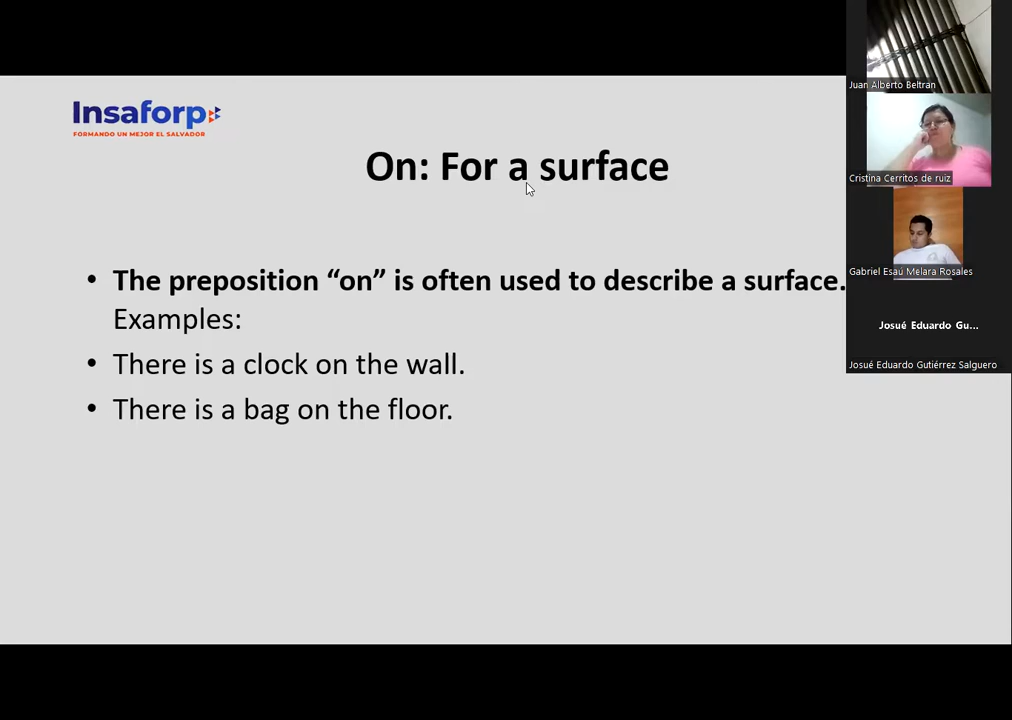 Insaforp
FORMANDO UN MEJOR EL SALVADOR
On: For a surface
• The preposition “on” is often used to describe a surface.
Examples:
• There is a clock on the wall.
• There is a bag on the floor.
Juan Alberto Beltrán
Cristina Cerritos de ruiz
Gabriel Esaú Melara Rosales
Josué Eduardo Gu...
Josué Eduardo Gutiérrez Salguero